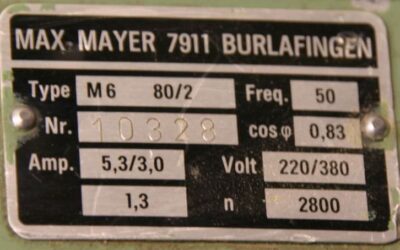 MAX. MAYER 7911 BURLAFINGEN
Type M6 80/2 Freq. 50
Nr. 10328 cos φ 0,83
Amp. 5,3/3,0 Volt 220/380
1,3 n 2800